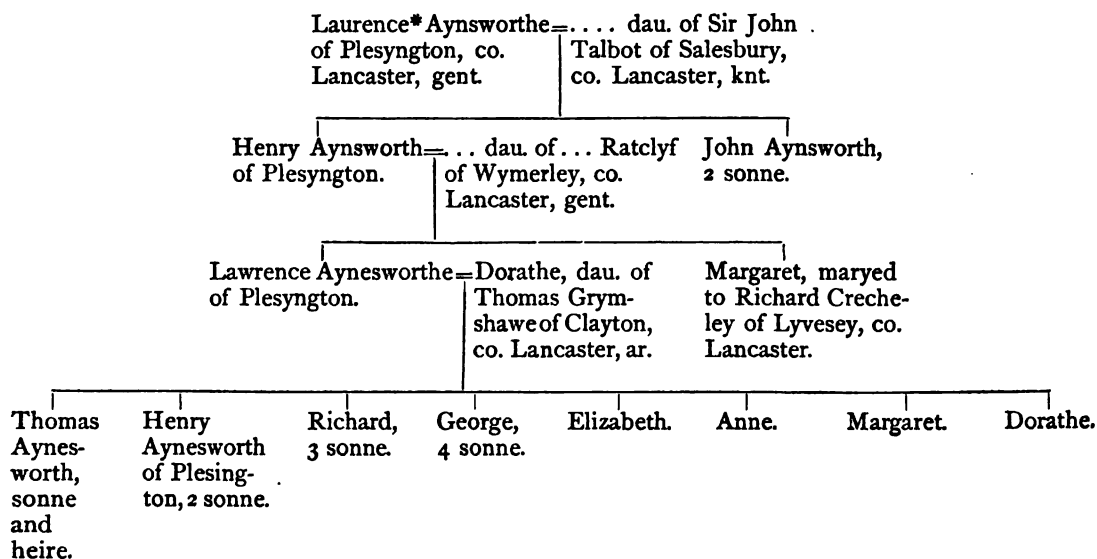 Laurence* Aynsworthe=.... dau. of Sir John
of Plesyngton, co.
Lancaster, gent.
Talbot of Salesbury,
co. Lancaster, knt.
Henry Aynsworth=... dau. of... Ratclyf
of Plesyngton.
of Wymerley, co.
Lancaster, gent.
John Aynsworth,
2 sonne.
Lawrence Aynesworthe=Dorathe, dau. of
of Plesyngton.
Thomas Grym-
shawe of Clayton,
co. Lancaster, ar.
Margaret, maryed
to Richard Creche-
ley of Lyvesey, co.
Lancaster.
Thomas
Aynes-
worth,
sonne
and
heire.
Henry
Aynesworth
of Plesing-
ton, 2 sonne.
Richard,
3 sonne.
George,
4 sonne.
Elizabeth.
Anne.
Margaret.
Dorathe.